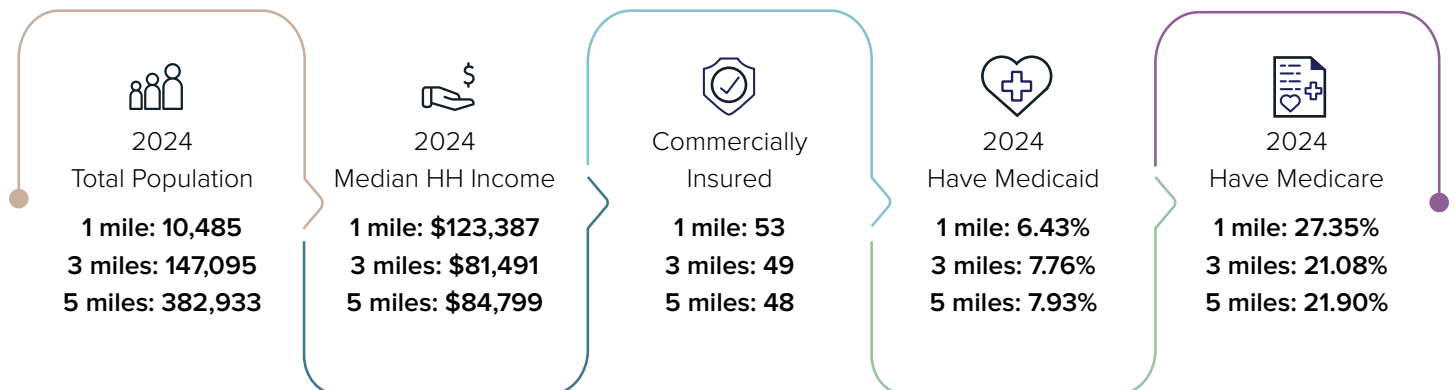 2024
Total Population
1 mile: 10,485
3 miles: 147,095
5 miles: 382,933
$
2024
Median HH Income
1 mile: $123,387
3 miles: $81,491
5 miles: $84,799
Commercially
Insured
1 mile: 53
3 miles: 49
5 miles: 48
2024
Have Medicaid
1 mile: 6.43%
3 miles: 7.76%
5 miles: 7.93%
2024
Have Medicare
1 mile: 27.35%
3 miles: 21.08%
5 miles: 21.90%